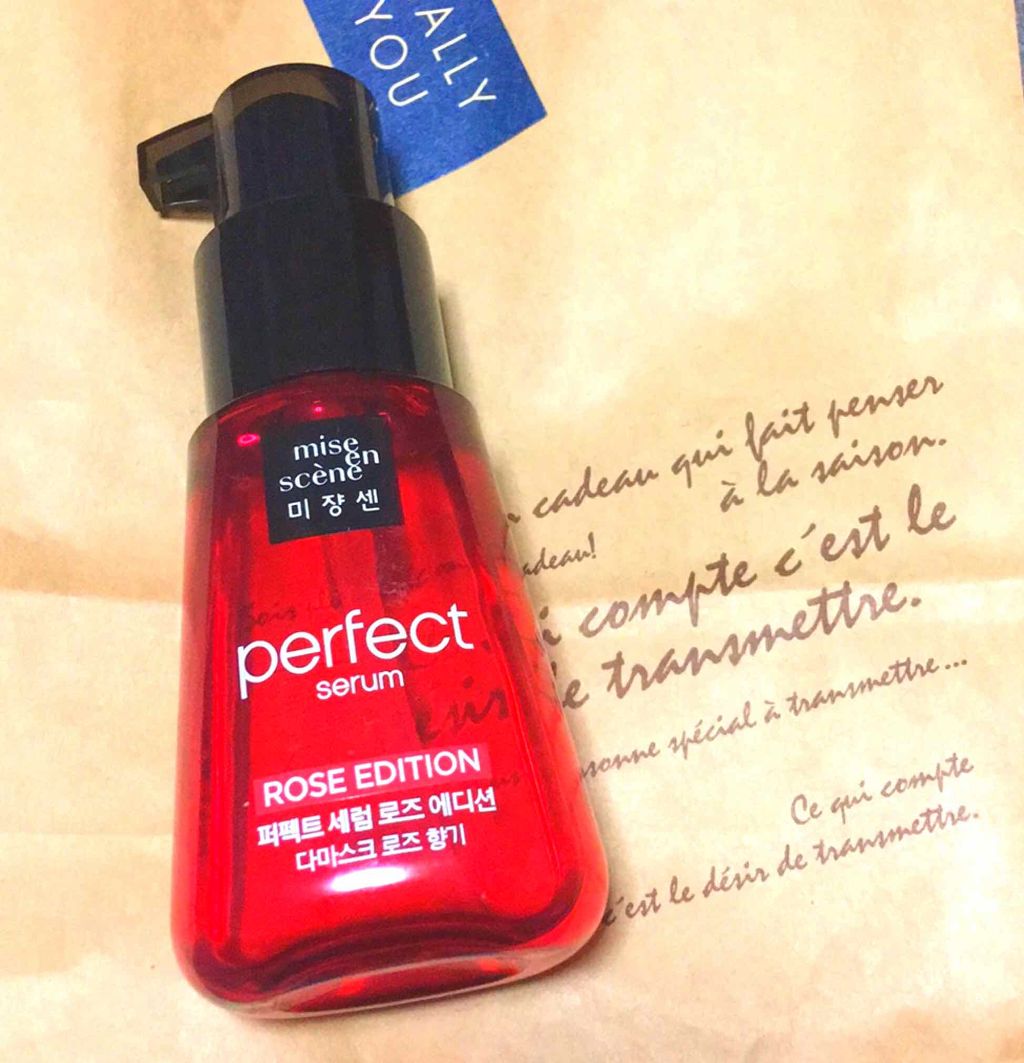 ALLY
YOU
mise
en
scène
미쟝센
perfect
serum
ROSE EDITION
퍼펙트 세럼 로즈 에디션
다마스크 로즈 향기
cadeau qui fait penser
à la saison.
adeau!
i compte c'est le
transmettre.
sonne spécial à transmettre...
Ce qui compte
c'est le désir de transmettre.